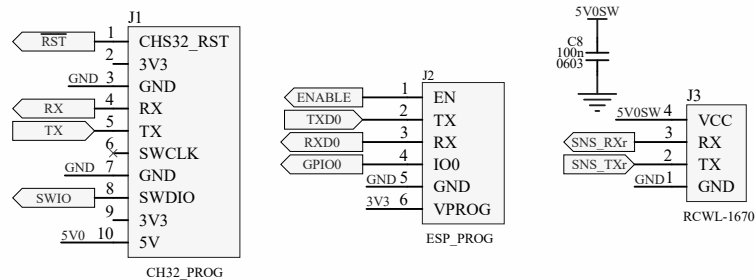 J1
RST 1 CHS32_RST
2 3V3
GND 3 GND
RX 4 RX
TX 5 TX
6 SWCLK
GND 7 GND
SWIO 8 SWDIO
9 3V3
5V0 10 5V
CH32_PROG
J2
ENABLE 1 EN
TXD0 2 TX
RXD0 3 RX
GPIO0 4 IO0
GND 5 GND
3V3 6 VPROG
ESP_PROG
5V0SW
C8
100n
0603
J3
5V0SW 4 VCC
SNS_RXr 3 RX
SNS_TXr 2 TX
GND 1 GND
RCWL-1670